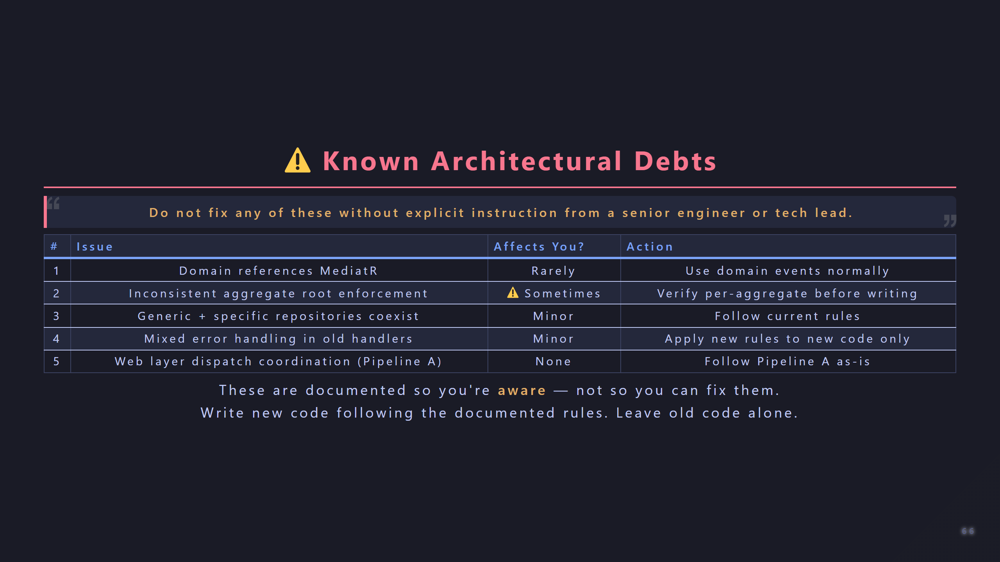 ⚠️ Known Architectural Debts
“ Do not fix any of these without explicit instruction from a senior engineer or tech lead. ”
# Issue Affects You? Action
1 Domain references MediatR Rarely Use domain events normally
2 Inconsistent aggregate root enforcement ⚠️ Sometimes Verify per-aggregate before writing
3 Generic + specific repositories coexist Minor Follow current rules
4 Mixed error handling in old handlers Minor Apply new rules to new code only
5 Web layer dispatch coordination (Pipeline A) None Follow Pipeline A as-is
These are documented so you're aware — not so you can fix them.
Write new code following the documented rules. Leave old code alone.
66